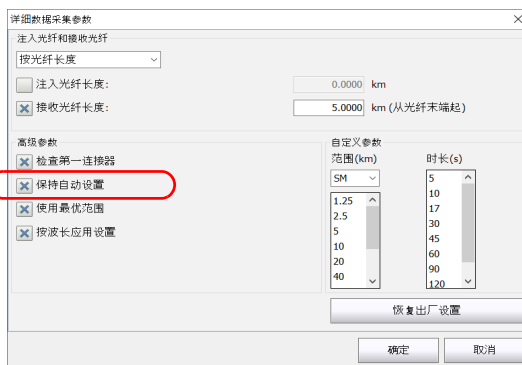 详细数据采集参数
注入光纤和接收光纤
按光纤长度
注入光纤长度: 0.0000 km
接收光纤长度: 5.0000 km (从光纤末端起)
高级参数
检查第一连接器
保持自动设置
使用最优范围
按波长应用设置
自定义参数
范围(km) 时长(s)
SM
1.25
2.5
5
10
20
40
5
10
17
30
45
60
90
120
恢复出厂设置
确定 取消